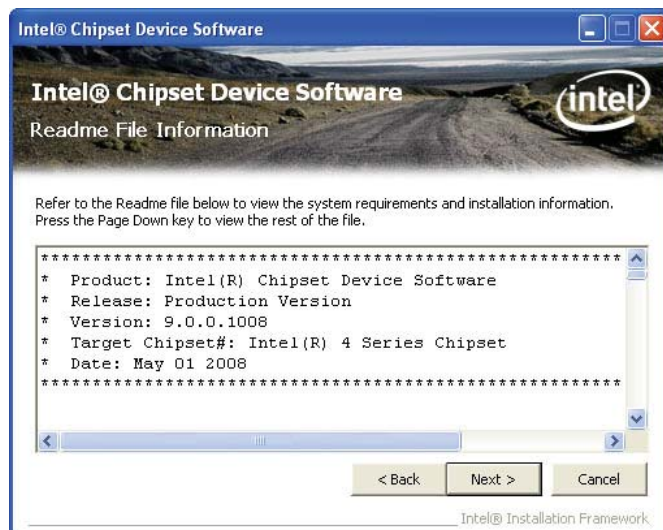 Intel® Chipset Device Software
Intel® Chipset Device Software
intel
Readme File Information
Refer to the Readme file below to view the system requirements and installation information.
Press the Page Down key to view the rest of the file.
********************************************************
* Product: Intel(R) Chipset Device Software
* Release: Production Version
* Version: 9.0.0.1008
* Target Chipset#: Intel(R) 4 Series Chipset
* Date: May 01 2008
********************************************************
< Back
Next >
Cancel
Intel® Installation Framework